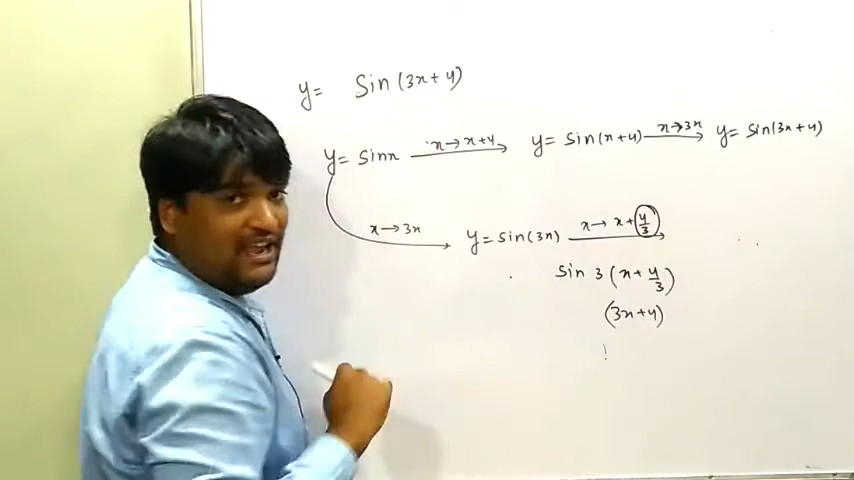 y = Sin (3x + 4)
y = sinx x → x+4 y = sin(x+4) x→3x y = sin(3x+4)
x → 3x y = sin(3x) x → x + 4/3
sin 3 (x + 4/3)
(3x+4)